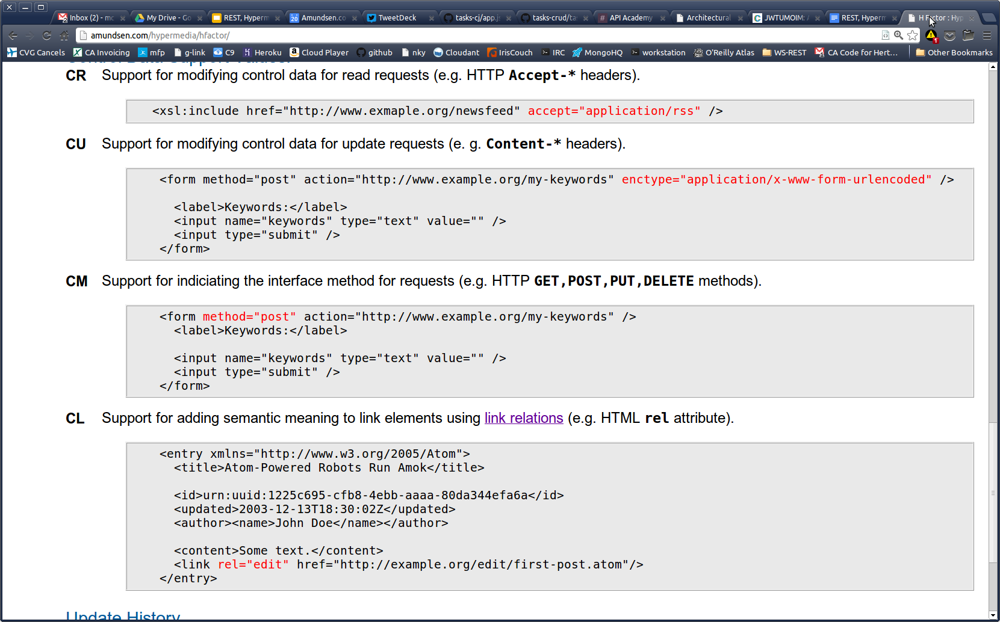 Inbox (2) - mc
My Drive - Go
REST, Hyperm
20 Amundsen.co
TweetDeck
tasks-cj/app.js
tasks-crud/ta
# API Academy
Architectural
C JWTUMOIM: A
REST, Hyperm
H Factor : Hyp
amundsen.com/hypermedia/hfactor/
1
CVG Cancels
CA Invoicing
mfp
g-link
C9
Heroku
a Cloud Player
github
nky
Cloudant
IrisCouch
IRC
MongoHQ
workstation
O'Reilly Atlas
WS-REST
CA Code for Hert...
Other Bookmarks
Control Data Support Values:
CR Support for modifying control data for read requests (e.g. HTTP Accept-* headers).
<xsl:include href="http://www.exmaple.org/newsfeed" accept="application/rss" />
CU Support for modifying control data for update requests (e. g. Content-* headers).
<form method="post" action="http://www.example.org/my-keywords" enctype="application/x-www-form-urlencoded" />
<label>Keywords:</label>
<input name="keywords" type="text" value="" />
<input type="submit" />
</form>
CM Support for indiciating the interface method for requests (e.g. HTTP GET,POST,PUT,DELETE methods).
<form method="post" action="http://www.example.org/my-keywords" />
<label>Keywords:</label>
<input name="keywords" type="text" value="" />
<input type="submit" />
</form>
CL Support for adding semantic meaning to link elements using link relations (e.g. HTML rel attribute).
<entry xmlns="http://www.w3.org/2005/Atom">
<title>Atom-Powered Robots Run Amok</title>
<id>urn:uuid:1225c695-cfb8-4ebb-aaaa-80da344efa6a</id>
<updated>2003-12-13T18:30:02Z</updated>
<author><name>John Doe</name></author>
<content>Some text.</content>
<link rel="edit" href="http://example.org/edit/first-post.atom"/>
</entry>
Update History